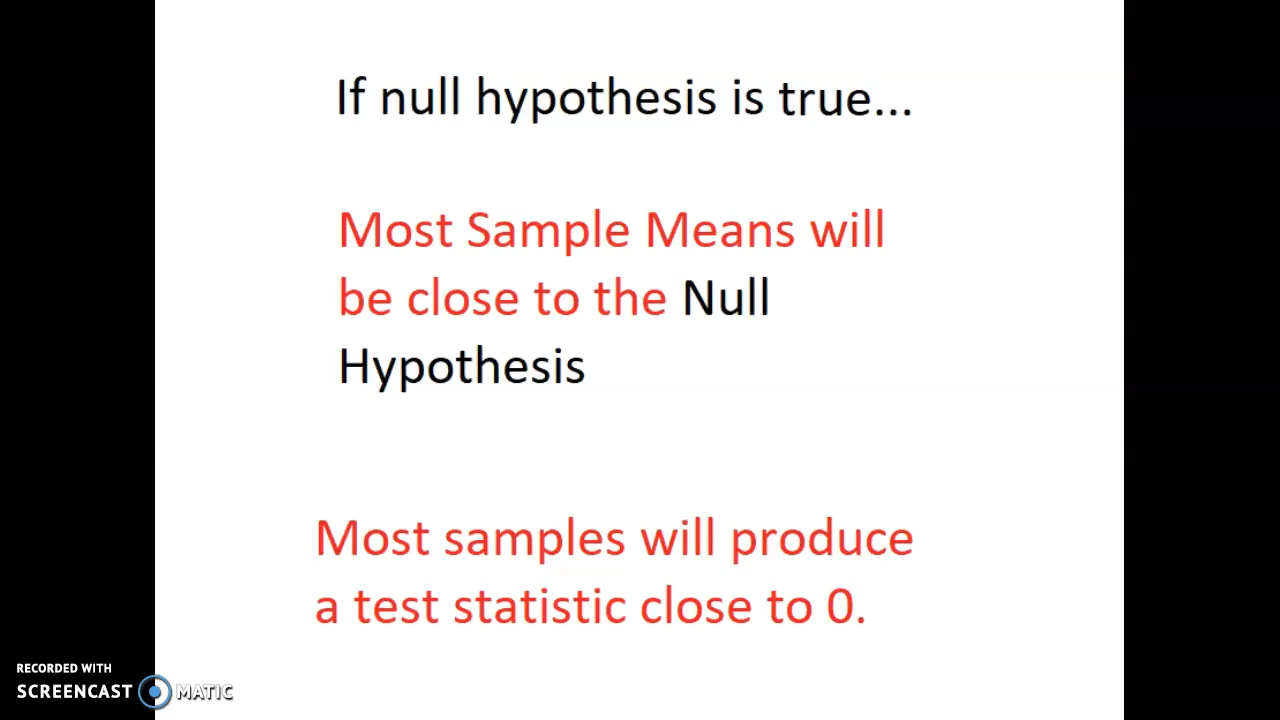 If null hypothesis is true...
Most Sample Means will
be close to the Null
Hypothesis
Most samples will produce
a test statistic close to 0.
RECORDED WITH
SCREENCAST MATIC